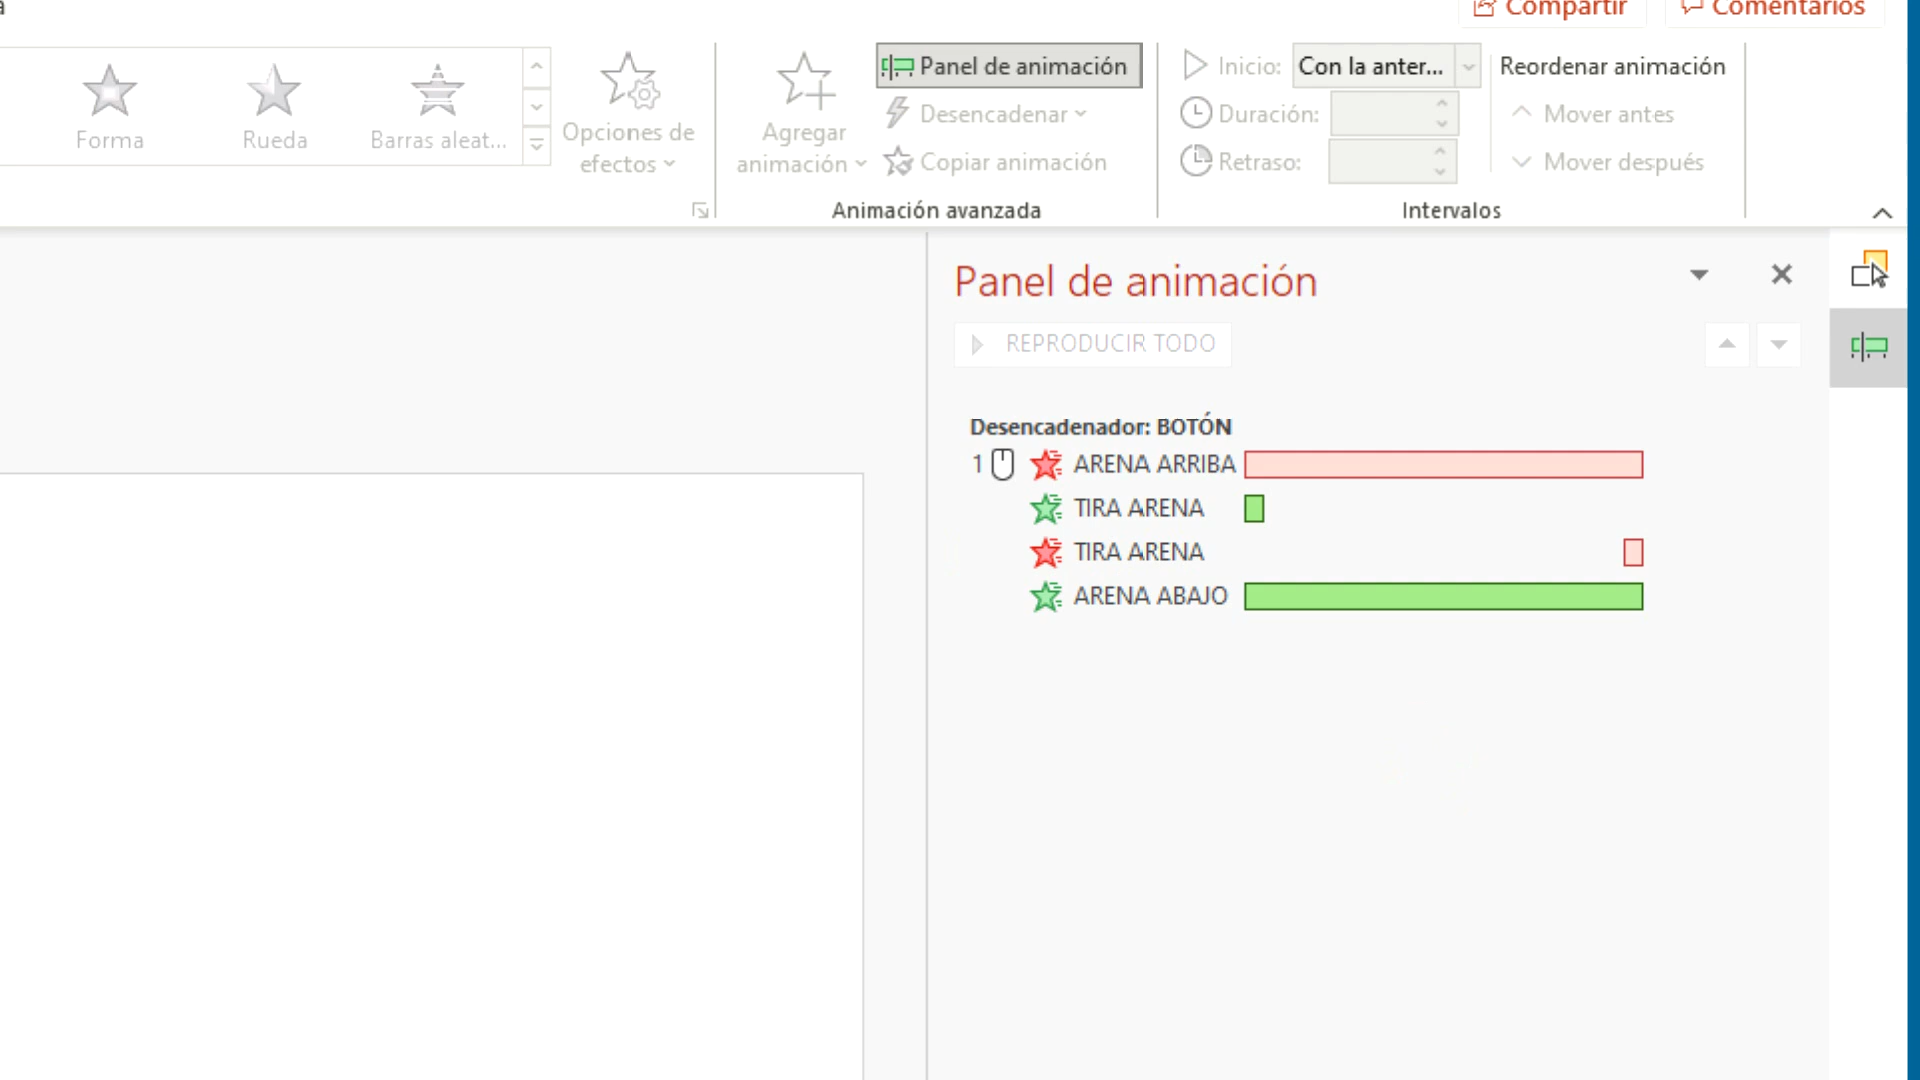 Compartir
Comentarios
Forma
Rueda
Barras aleat...
Opciones de
efectos
Agregar
animación
Panel de animación
Desencadenar
Copiar animación
Animación avanzada
Inicio: Con la anter...
Duración:
Retraso:
Reordenar animación
Mover antes
Mover después
Intervalos
Panel de animación
REPRODUCIR TODO
Desencadenador: BOTÓN
1 ARENA ARRIBA
TIRA ARENA
TIRA ARENA
ARENA ABAJO